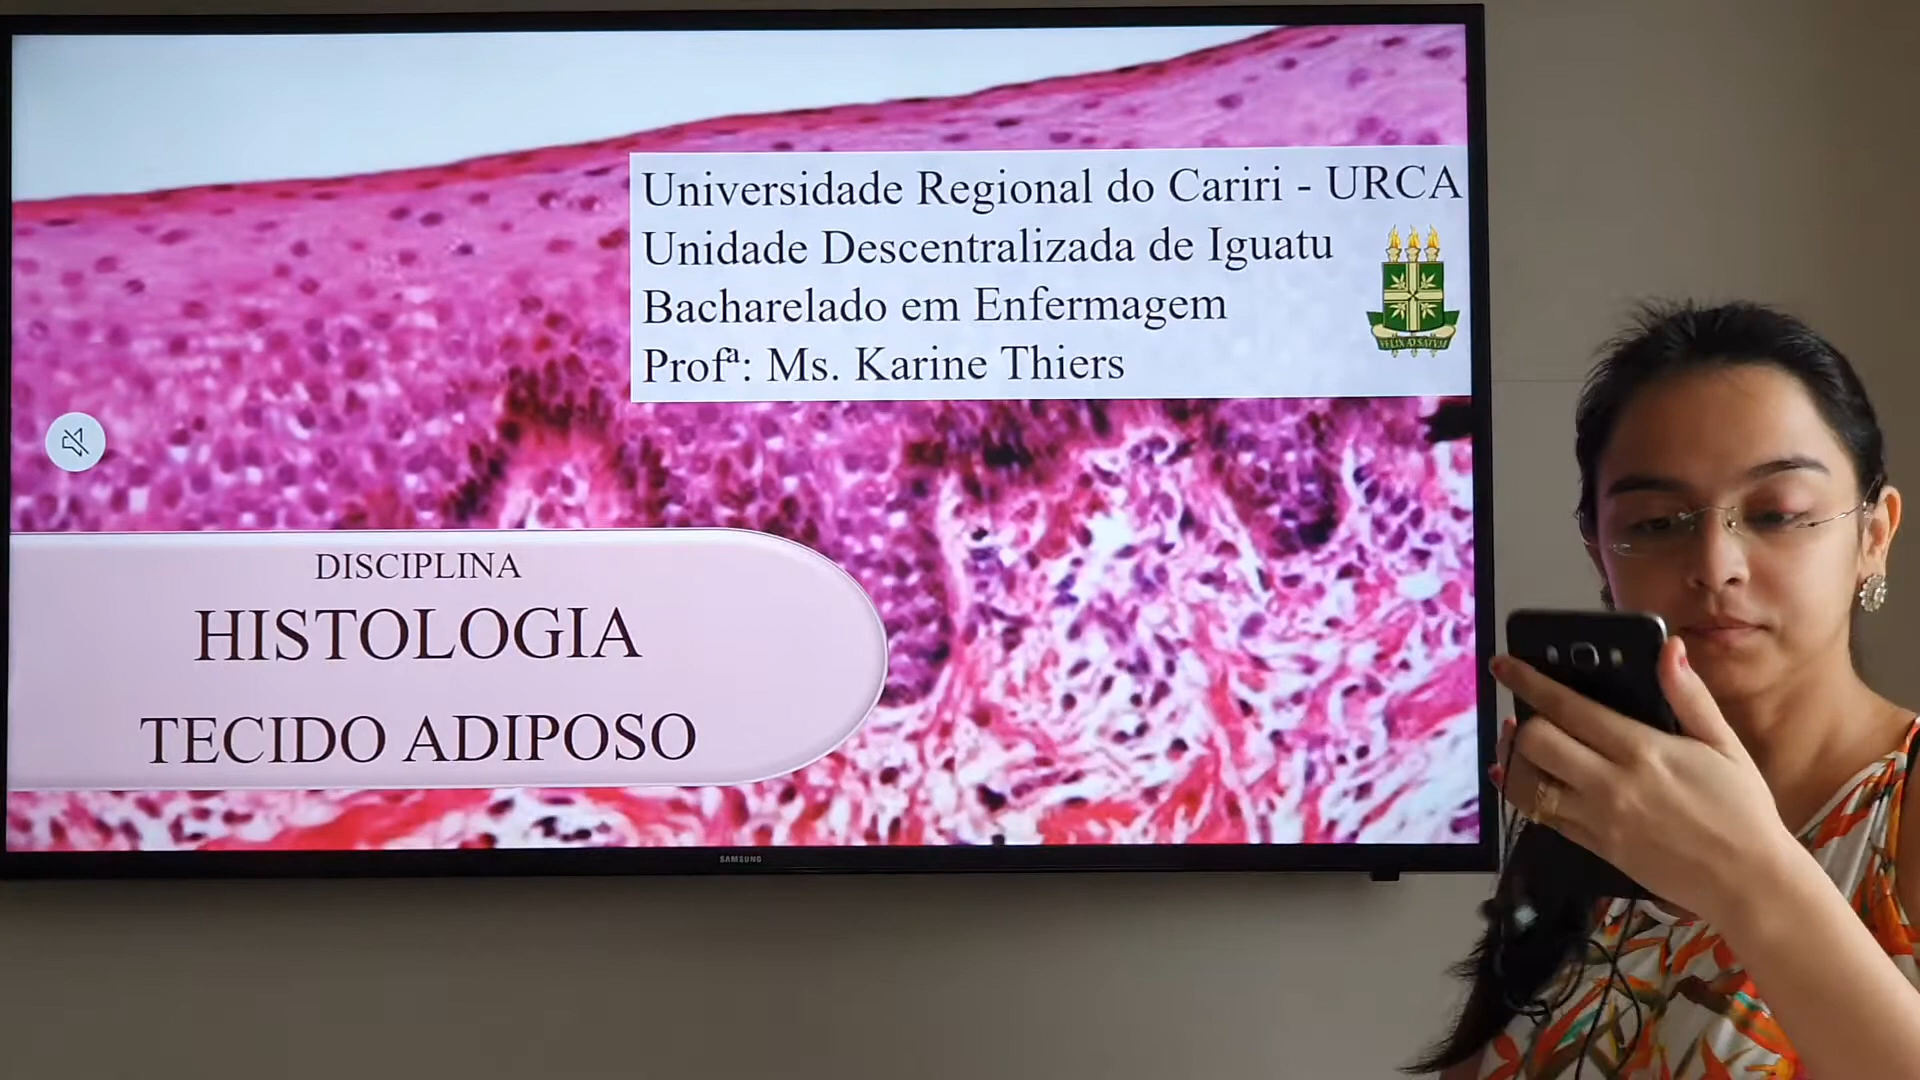 Universidade Regional do Cariri - URCA
Unidade Descentralizada de Iguatu
Bacharelado em Enfermagem
Profª: Ms. Karine Thiers
DISCIPLINA
HISTOLOGIA
TECIDO ADIPOSO
SAMSUNG